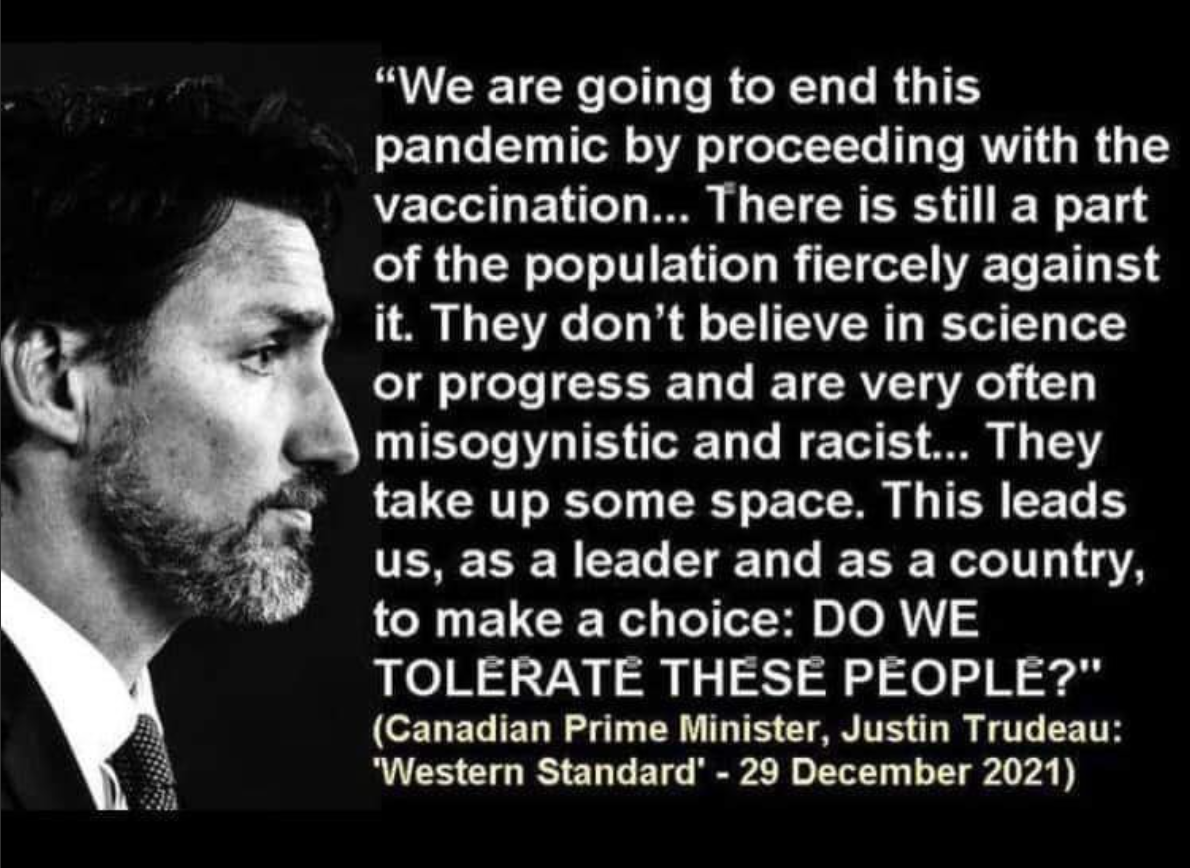 “We are going to end this
pandemic by proceeding with the
vaccination... There is still a part
of the population fiercely against
it. They don’t believe in science
or progress and are very often
misogynistic and racist... They
take up some space. This leads
us, as a leader and as a country,
to make a choice: DO WE
TOLERATE THESE PEOPLE?"
(Canadian Prime Minister, Justin Trudeau:
'Western Standard' - 29 December 2021)